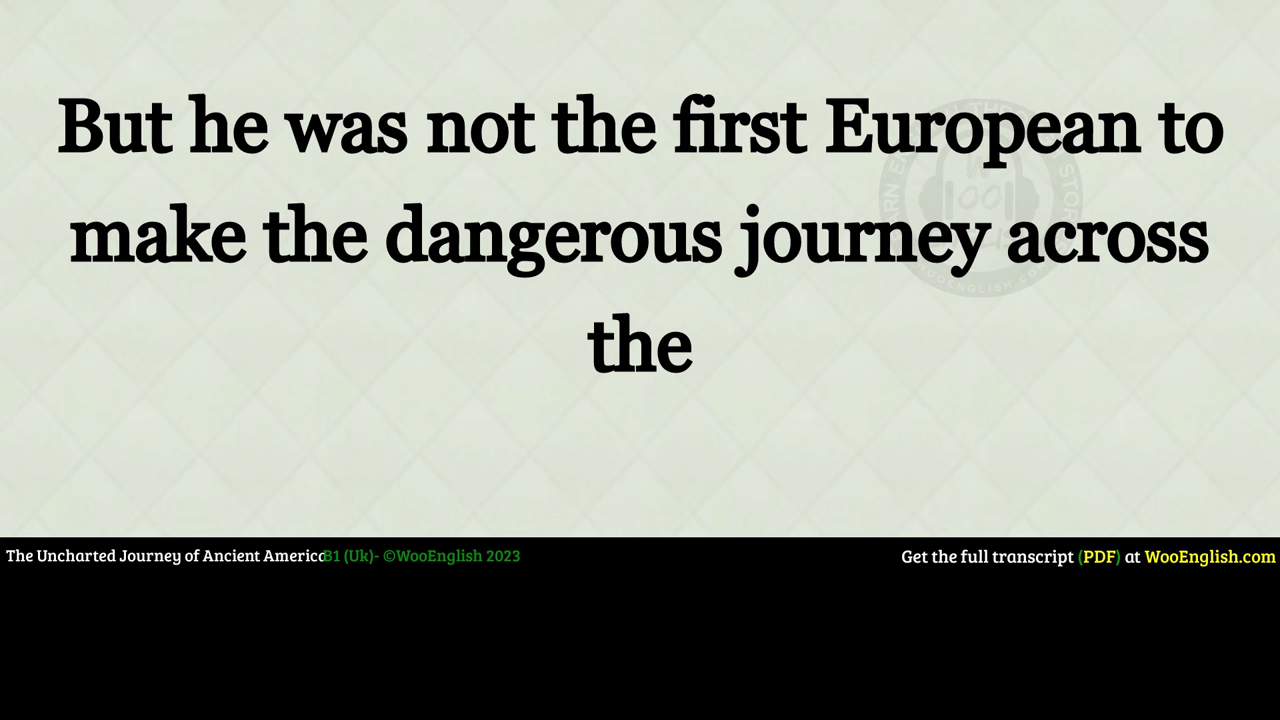 But he was not the first European to
make the dangerous journey across
the
The Uncharted Journey of Ancient America B1 (Uk)- ©WooEnglish 2023
Get the full transcript (PDF) at WooEnglish.com